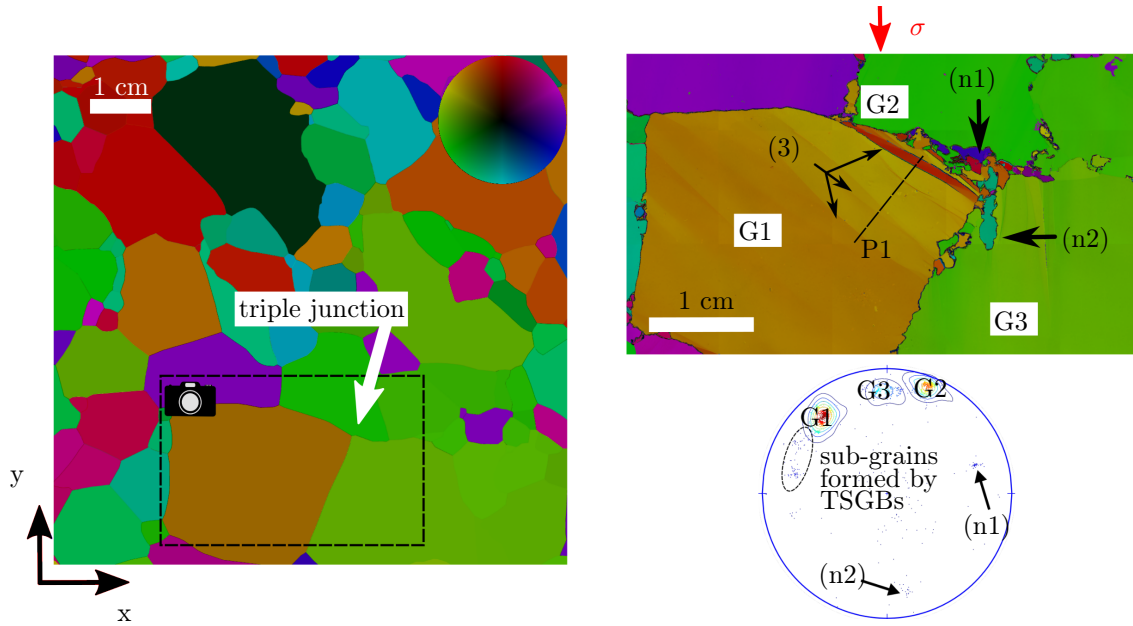 1 cm
triple junction
y
x
σ
(n1)
G2
(3)
G1
P1
(n2)
1 cm
G3
G3
G2
G1
sub-grains
formed by
TSGBs
(n1)
(n2)